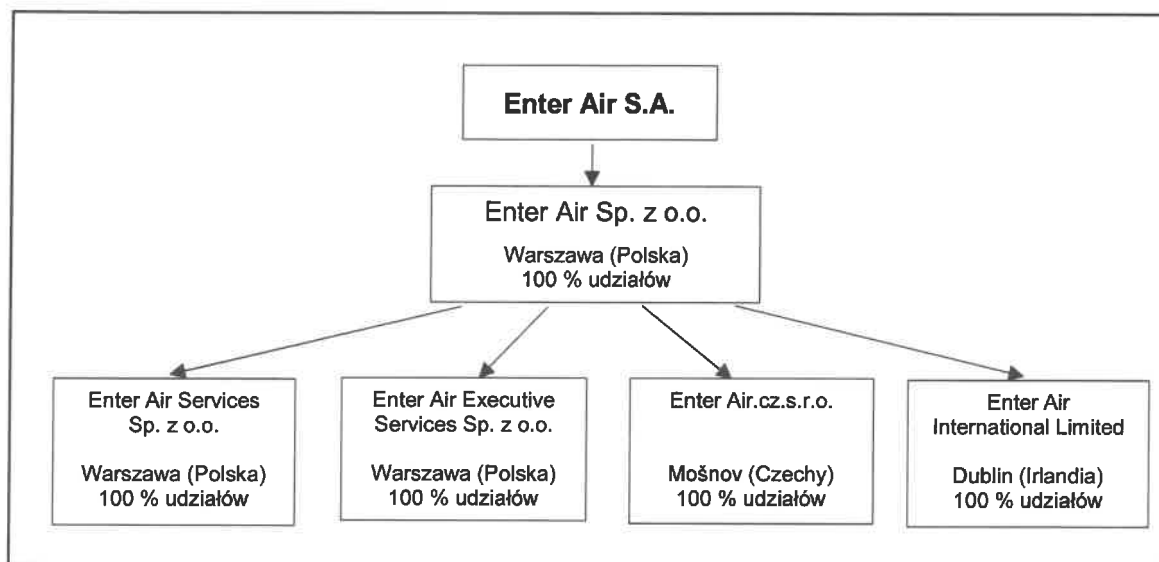 Enter Air S.A.
Enter Air Sp. z o.o.
Warszawa (Polska)
100 % udziałów
Enter Air Services
Sp. z o.o.
Warszawa (Polska)
100 % udziałów
Enter Air Executive
Services Sp. z o.o.
Warszawa (Polska)
100 % udziałów
Enter Air.cz.s.r.o.
Mošnov (Czechy)
100 % udziałów
Enter Air
International Limited
Dublin (Irlandia)
100 % udziałów